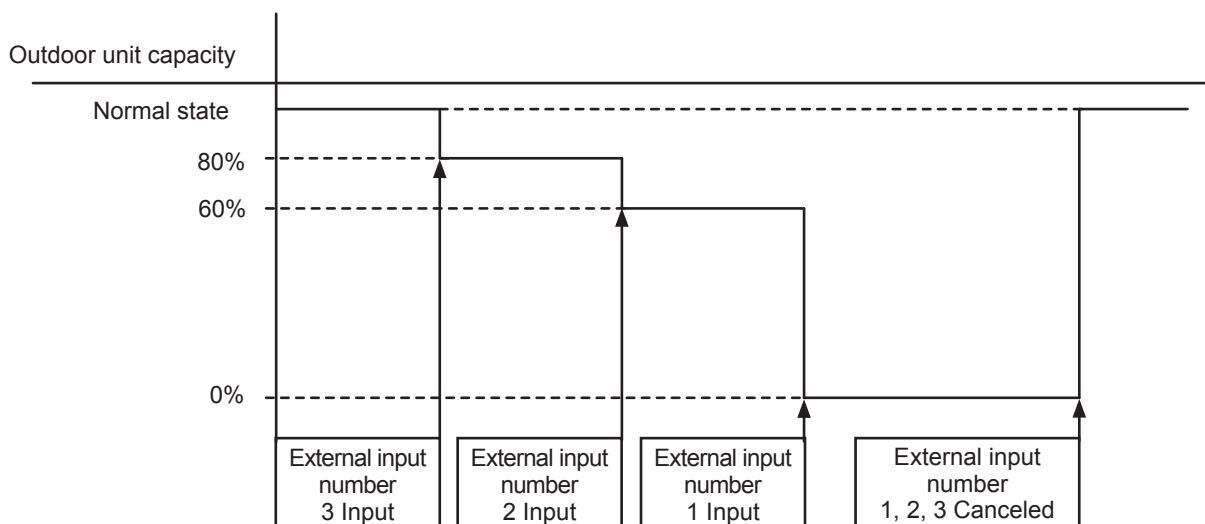 Outdoor unit capacity
Normal state
80%
60%
0%
External input
number
3 Input
External input
number
2 Input
External input
number
1 Input
External input
number
1, 2, 3 Canceled